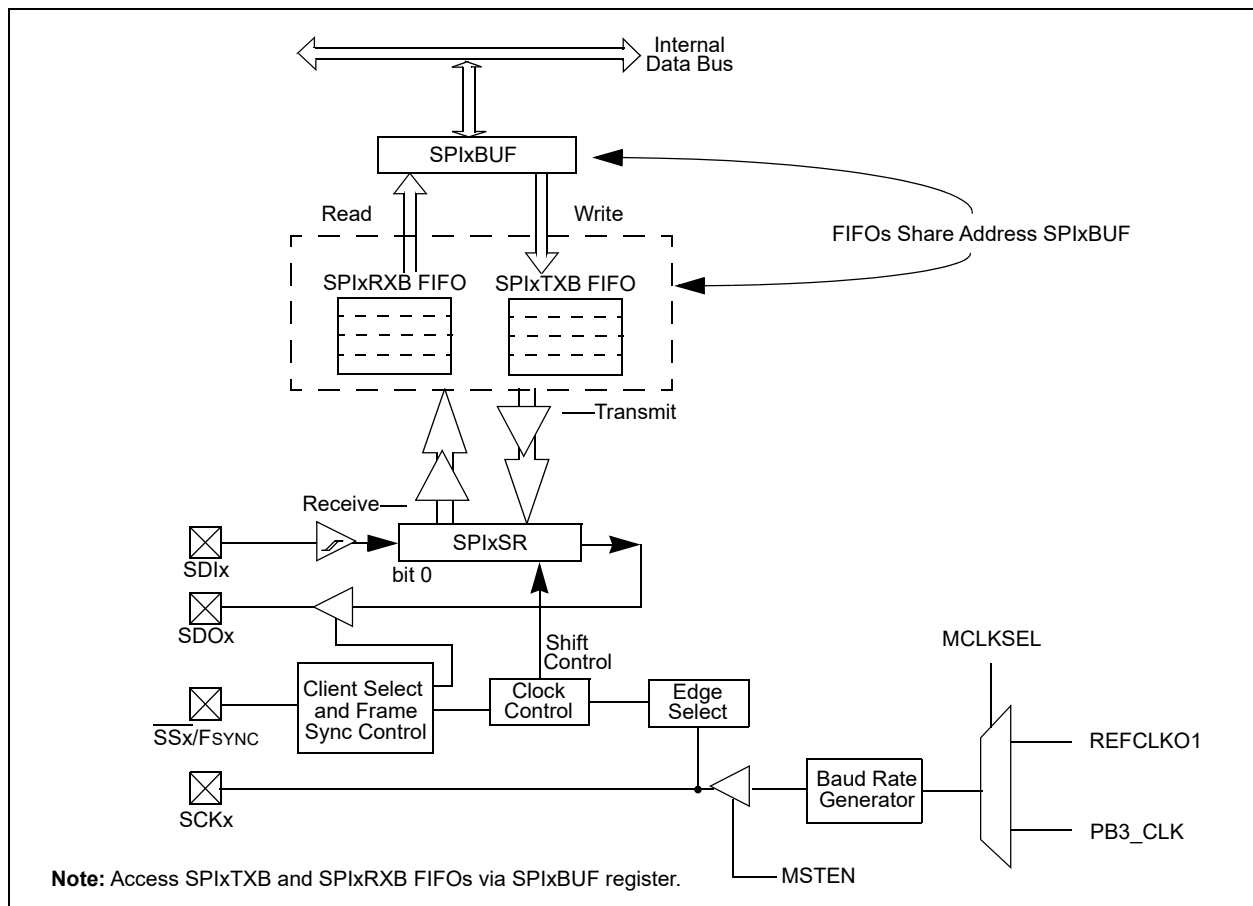 Internal
Data Bus
SPIxBUF
Read
Write
FIFOs Share Address SPIxBUF
SPIxRXB FIFO
SPIxTXB FIFO
Transmit
Receive
SPIxSR
SDIx
bit 0
SDOx
Shift
Control
MCLKSEL
Client Select
and Frame
Sync Control
Clock
Control
Edge
Select
SSx/FSYNC
REFCLKO1
Baud Rate
Generator
SCKx
PB3_CLK
MSTEN
Note: Access SPIxTXB and SPIxRXB FIFOs via SPIxBUF register.